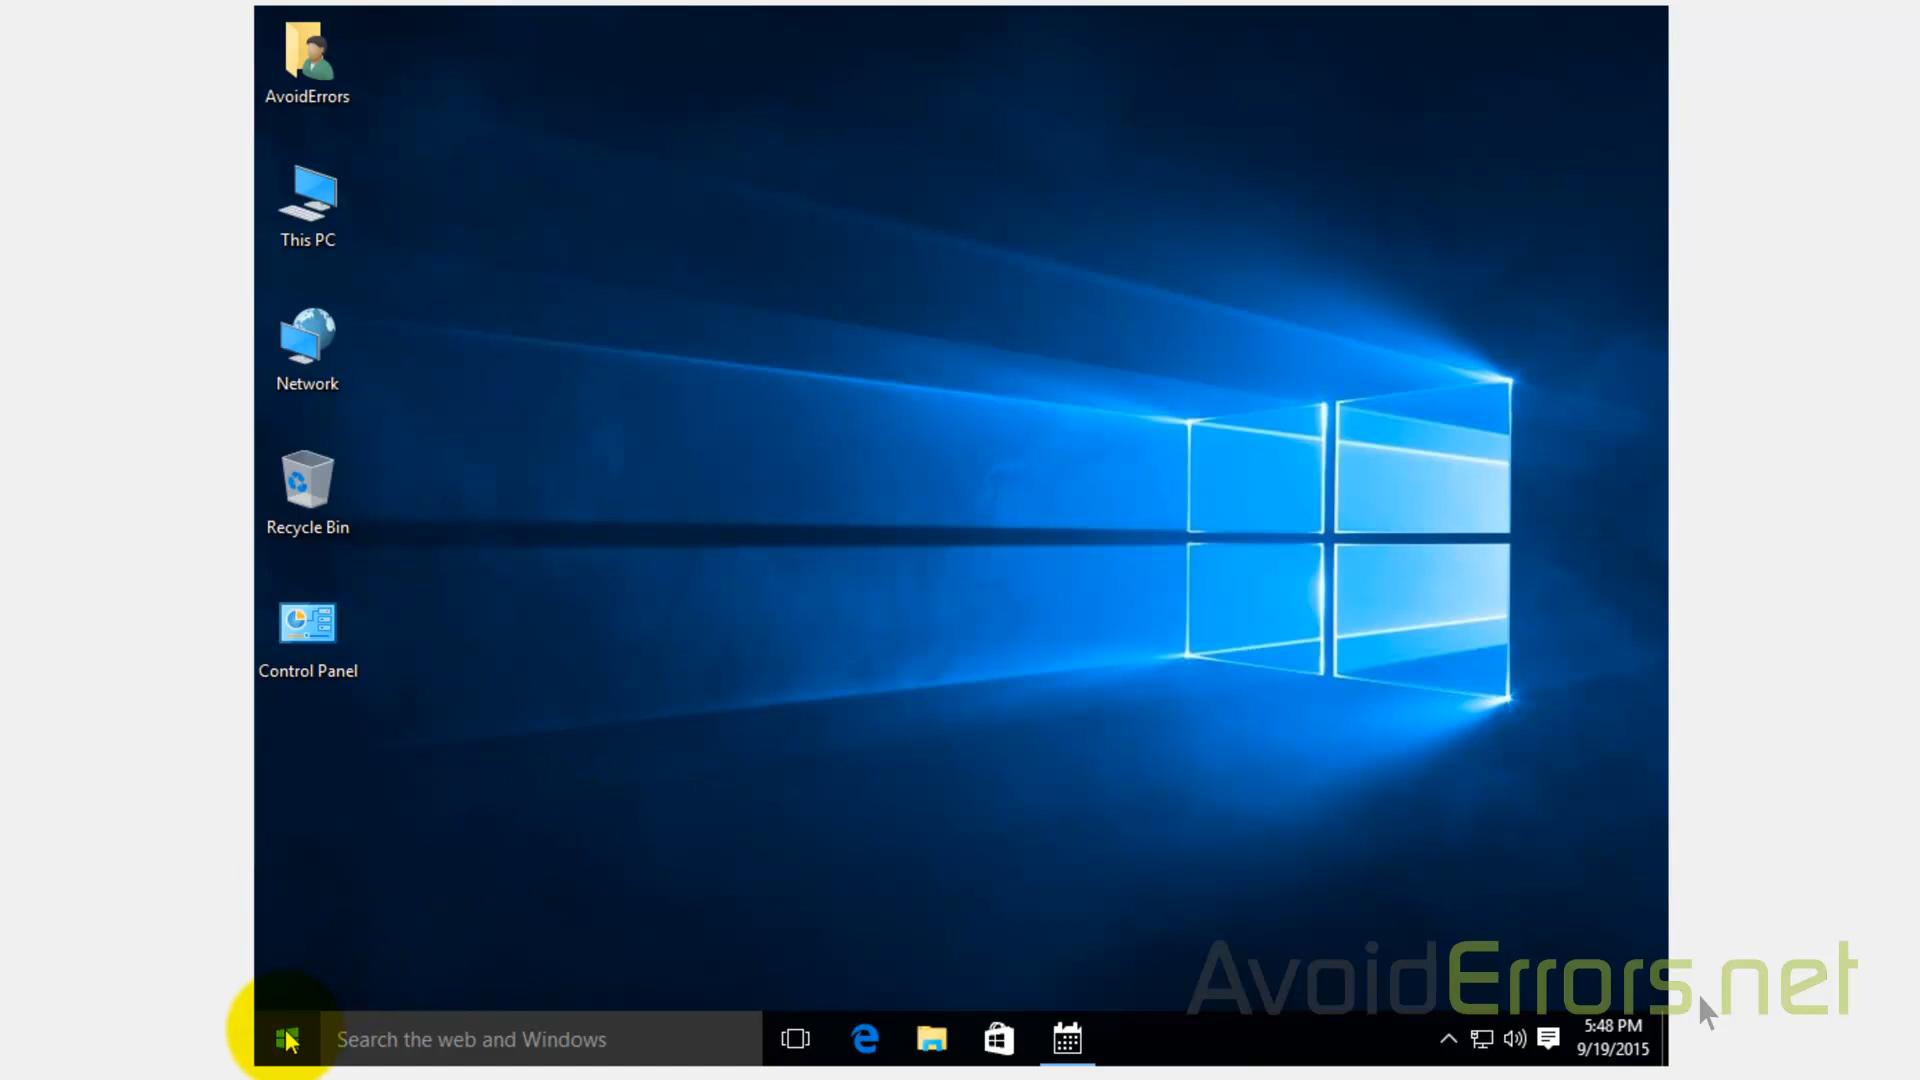 AvoidErrors
This PC
Network
Recycle Bin
Control Panel
AvoidErrors.net
Search the web and Windows
5:48 PM
9/19/2015